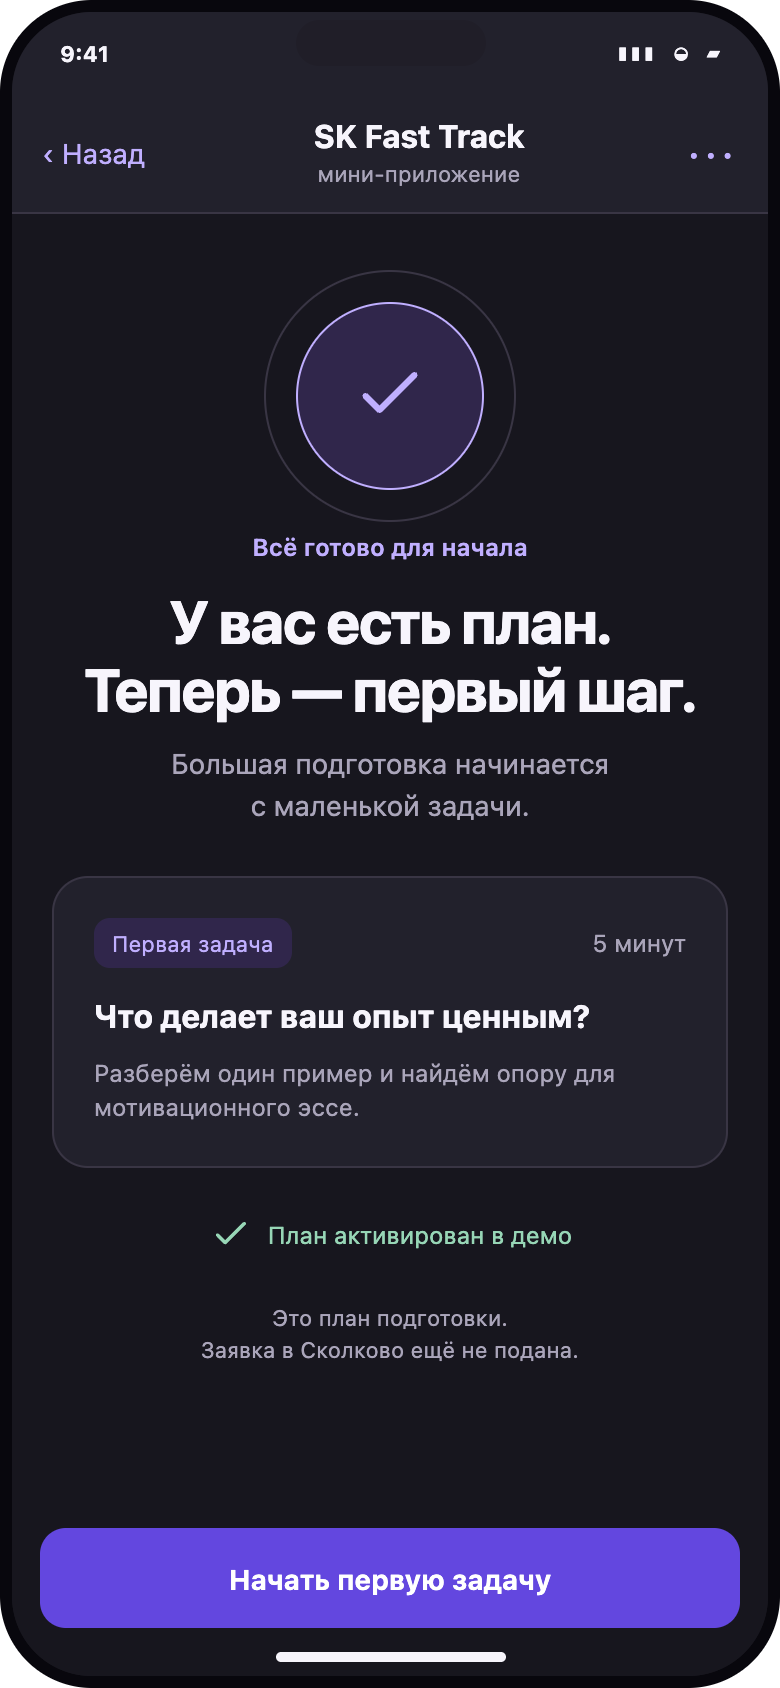 9:41
‹ Назад
SK Fast Track
мини-приложение
Всё готово для начала
У вас есть план.
Теперь — первый шаг.
Большая подготовка начинается
с маленькой задачи.
Первая задача
5 минут
Что делает ваш опыт ценным?
Разберём один пример и найдём опору для
мотивационного эссе.
План активирован в демо
Это план подготовки.
Заявка в Сколково ещё не подана.
Начать первую задачу